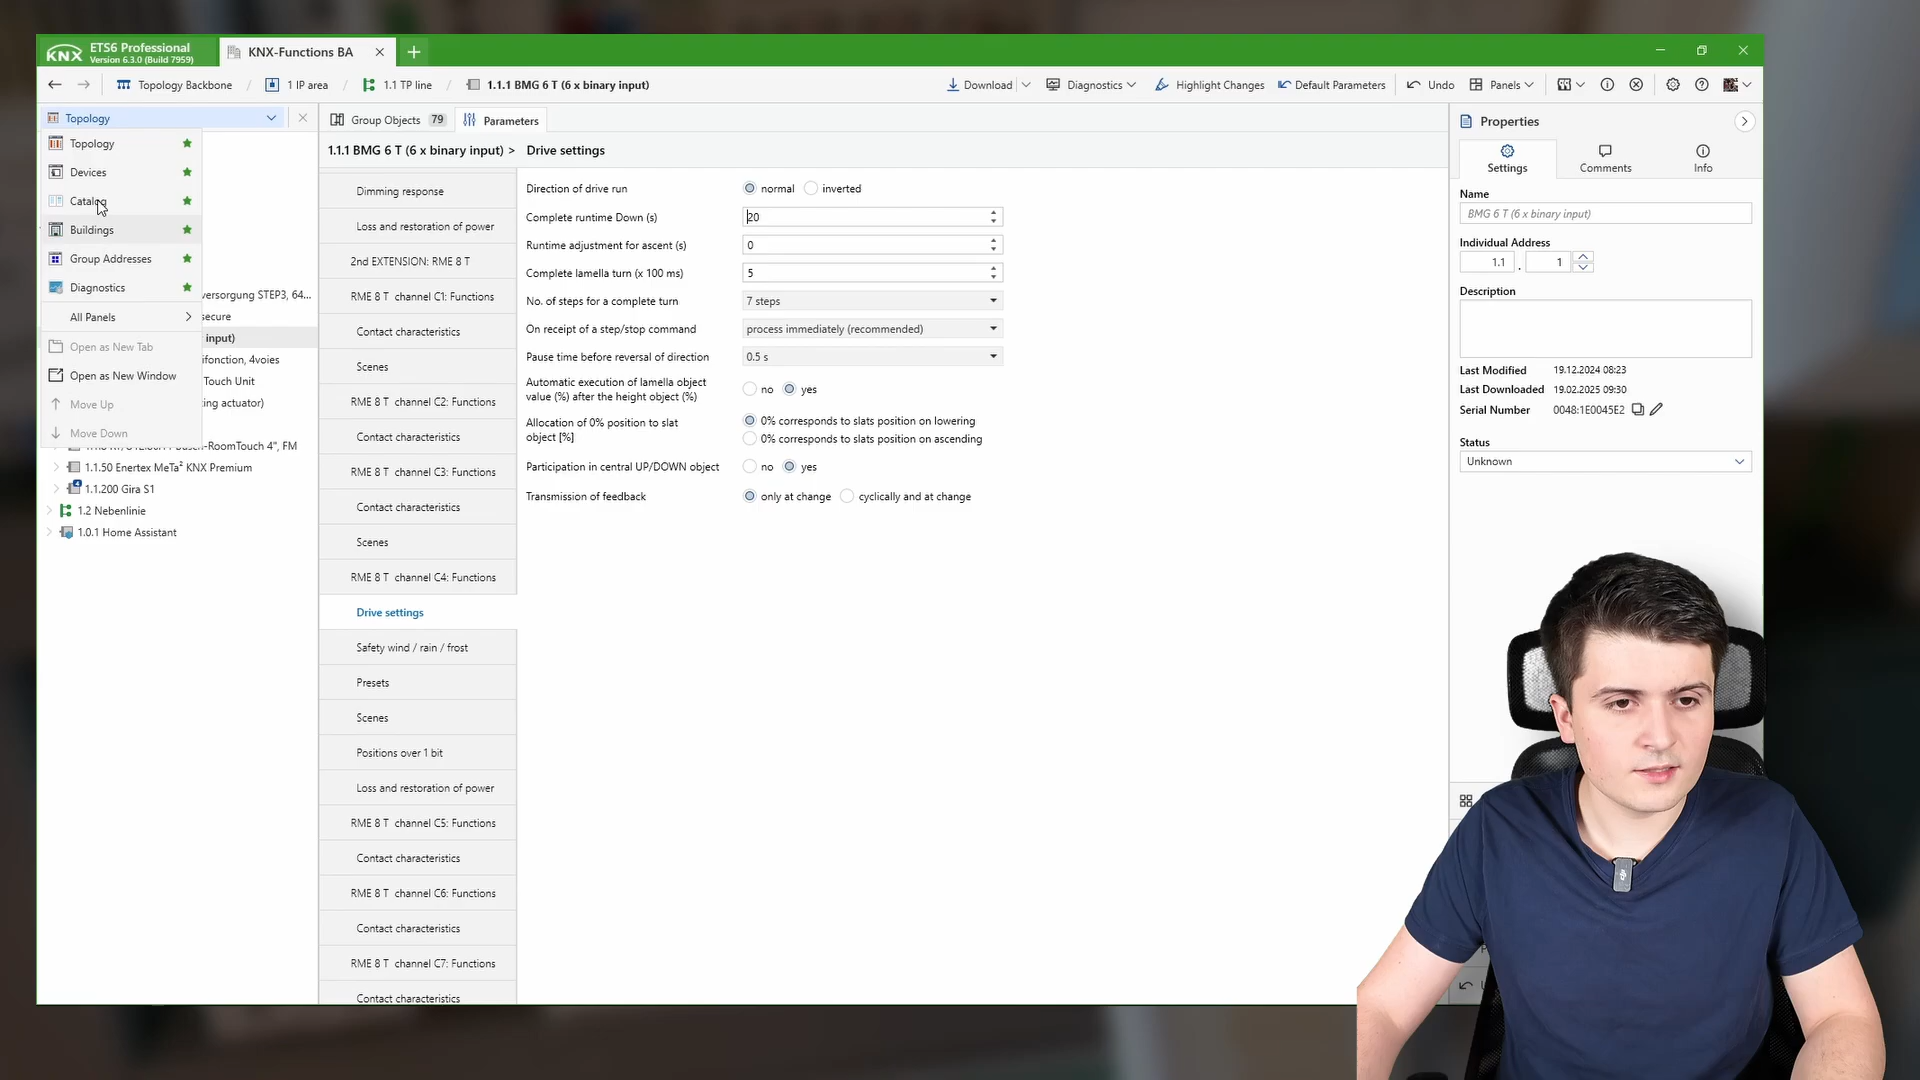 KNX ETS6 Professional
Version 6.3.0 (Build 7959)
KNX-Functions BA
Topology Backbone / 1 IP area / 1.1 TP line / 1.1.1 BMG 6 T (6 x binary input)
Download
Diagnostics
Highlight Changes
Default Parameters
Undo
Panels
Topology
Topology
Devices
Catalog
Buildings
Group Addresses
Diagnostics
All Panels
Open as New Tab
Open as New Window
Move Up
Move Down
versorgung STEP3, 64...
secure
input)
ifonction, 4voies
Touch Unit
ing actuator)
1.1.50 Enertex MeTa² KNX Premium
1.1.200 Gira S1
1.2 Nebenlinie
1.0.1 Home Assistant
Group Objects 79
Parameters
1.1.1 BMG 6 T (6 x binary input) > Drive settings
Dimming response
Loss and restoration of power
2nd EXTENSION: RME 8 T
RME 8 T channel C1: Functions
Contact characteristics
Scenes
RME 8 T channel C2: Functions
Contact characteristics
RME 8 T channel C3: Functions
Contact characteristics
Scenes
RME 8 T channel C4: Functions
Drive settings
Safety wind / rain / frost
Presets
Scenes
Positions over 1 bit
Loss and restoration of power
RME 8 T channel C5: Functions
Contact characteristics
RME 8 T channel C6: Functions
Contact characteristics
RME 8 T channel C7: Functions
Contact characteristics
Direction of drive run normal inverted
Complete runtime Down (s) 20
Runtime adjustment for ascent (s) 0
Complete lamella turn (x 100 ms) 5
No. of steps for a complete turn 7 steps
On receipt of a step/stop command process immediately (recommended)
Pause time before reversal of direction 0.5 s
Automatic execution of lamella object
value (%) after the height object (%) no yes
Allocation of 0% position to slat
object [%]
0% corresponds to slats position on lowering
0% corresponds to slats position on ascending
Participation in central UP/DOWN object no yes
Transmission of feedback only at change cyclically and at change
Properties
Settings
Comments
Info
Name
BMG 6 T (6 x binary input)
Individual Address
1.1 . 1
Description
Last Modified 19.12.2024 08:23
Last Downloaded 19.02.2025 09:30
Serial Number 0048:1E0045E2
Status
Unknown